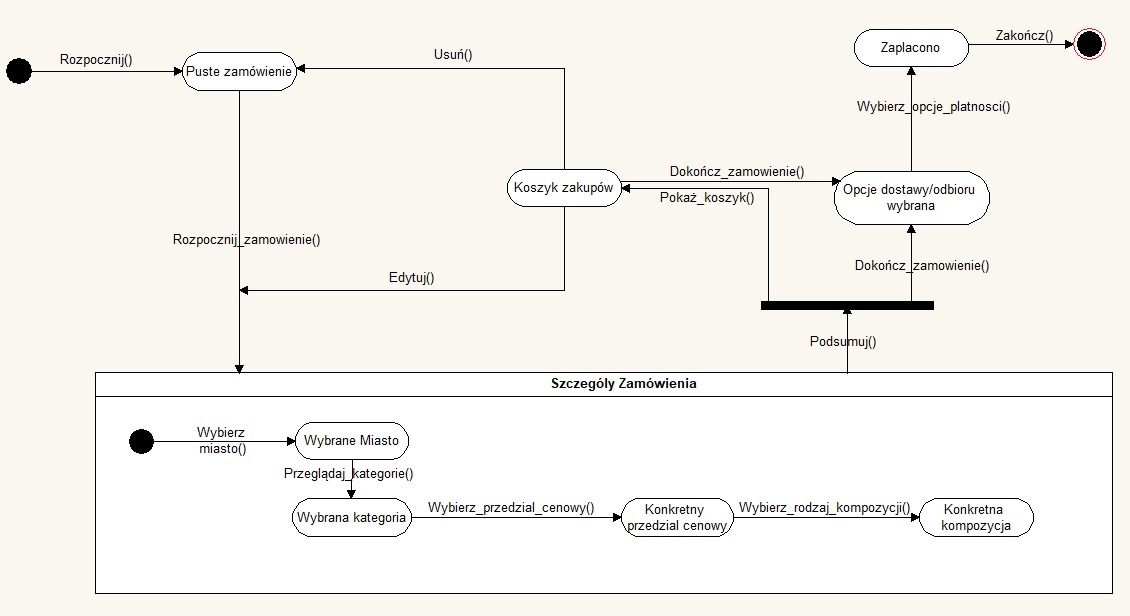 Rozpocznij()
Puste zamówienie
Usuń()
Zaplacono
Zakończ()
Wybierz_opcje_platnosci()
Koszyk zakupów
Dokończ_zamowienie()
Pokaż_koszyk()
Opcje dostawy/odbioru
wybrana
Rozpocznij_zamowienie()
Edytuj()
Dokończ_zamowienie()
Podsumuj()
Szczególy Zamówienia
Wybierz
miasto()
Wybrane Miasto
Przeglądaj_kategorie()
Wybrana kategoria
Wybierz_przedzial_cenowy()
Konkretny
przedzial cenowy
Wybierz_rodzaj_kompozycji()
Konkretna
kompozycja